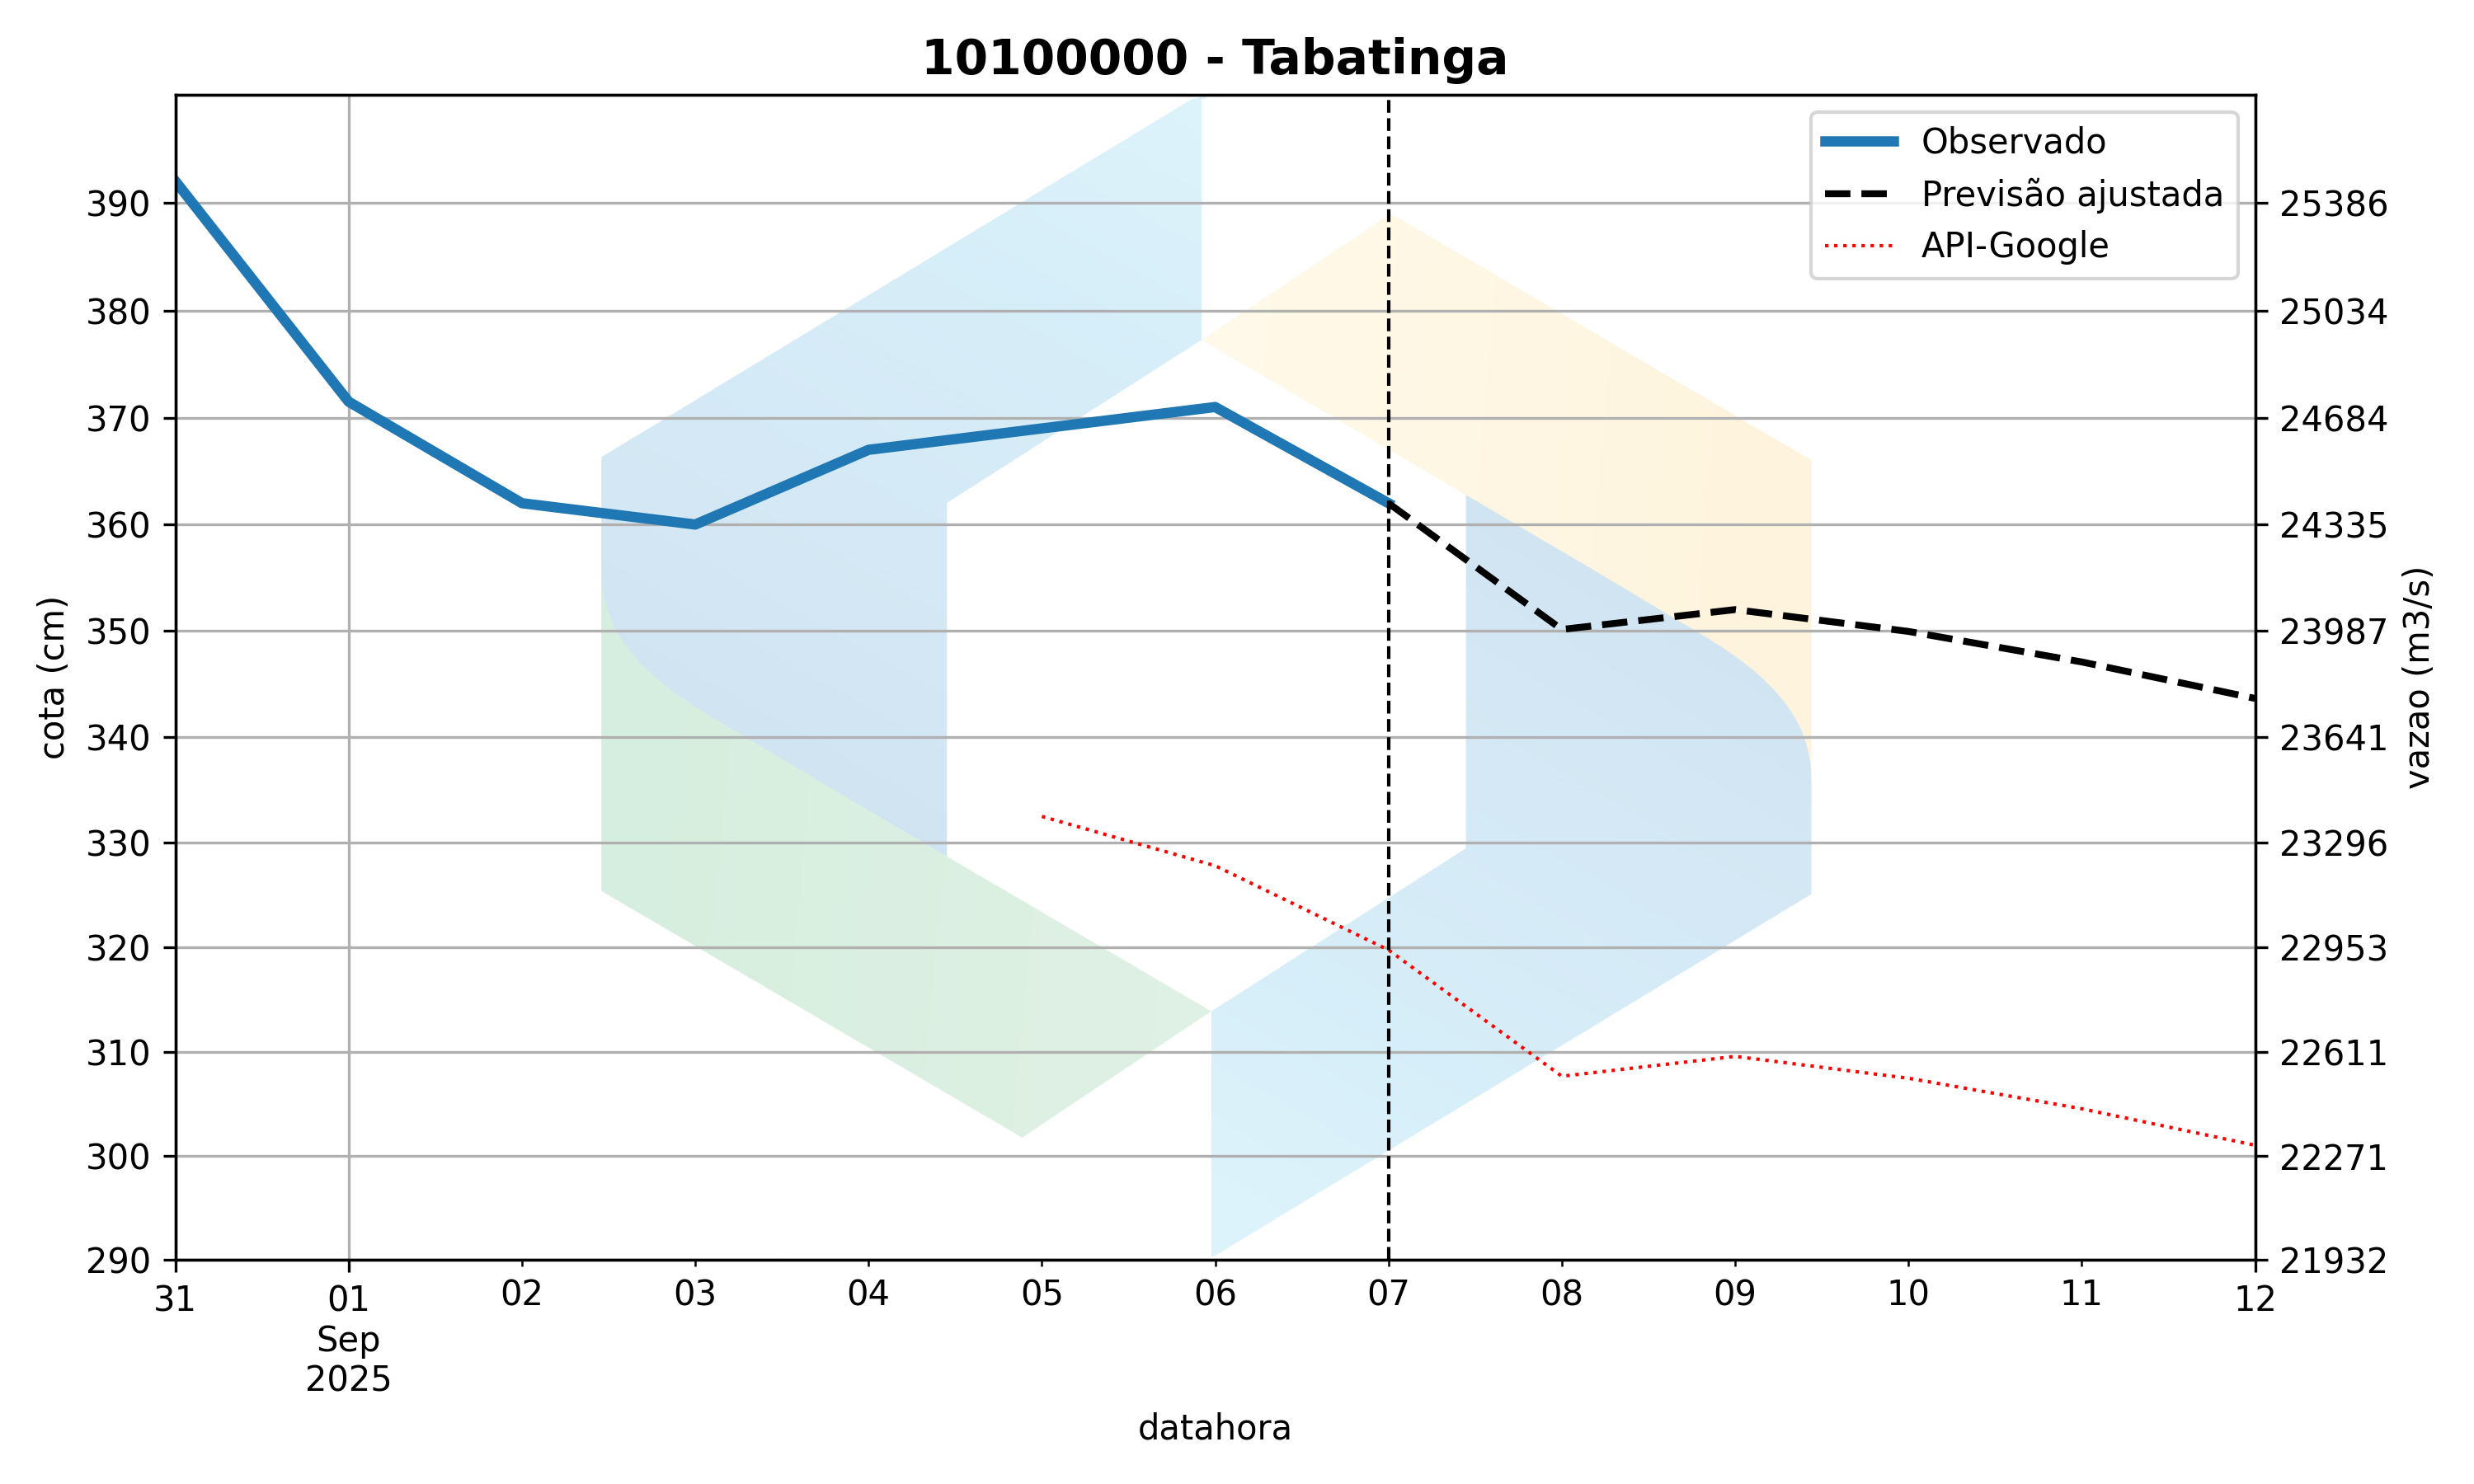 10100000 - Tabatinga
Observado
Previsão ajustada
API-Google
390
380
370
360
350
340
330
320
310
300
290
cota (cm)
25386
25034
24684
24335
23987
23641
23296
22953
22611
22271
21932
vazao (m3/s)
31 01 02 03 04 05 06 07 08 09 10 11 12
Sep
2025
datahora